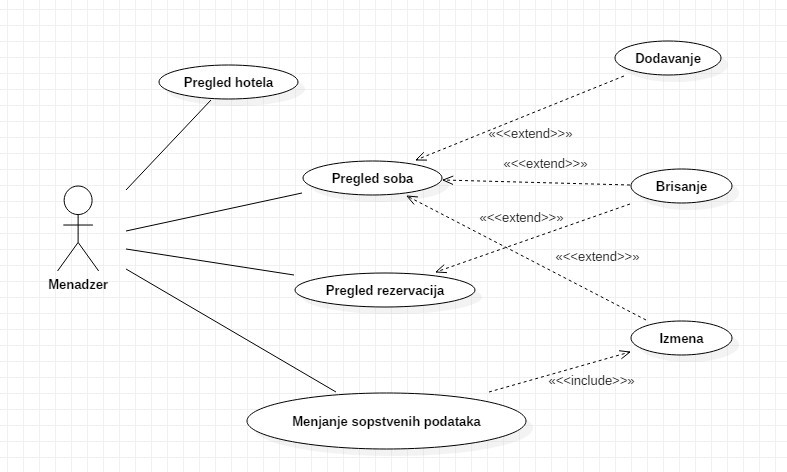 Dodavanje
Pregled hotela
«<<extend>>»
«<<extend>>»
Pregled soba
Brisanje
«<<extend>>»
«<<extend>>»
Menadzer
Pregled rezervacija
Izmena
«<<include>>»
Menjanje sopstvenih podataka